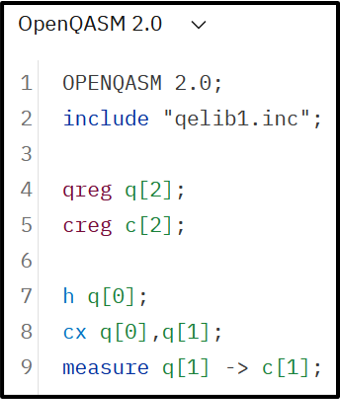 OpenQASM 2.0
1 OPENQASM 2.0;
2 include "qelib1.inc";
3
4 qreg q[2];
5 creg c[2];
6
7 h q[0];
8 cx q[0],q[1];
9 measure q[1] -> c[1];